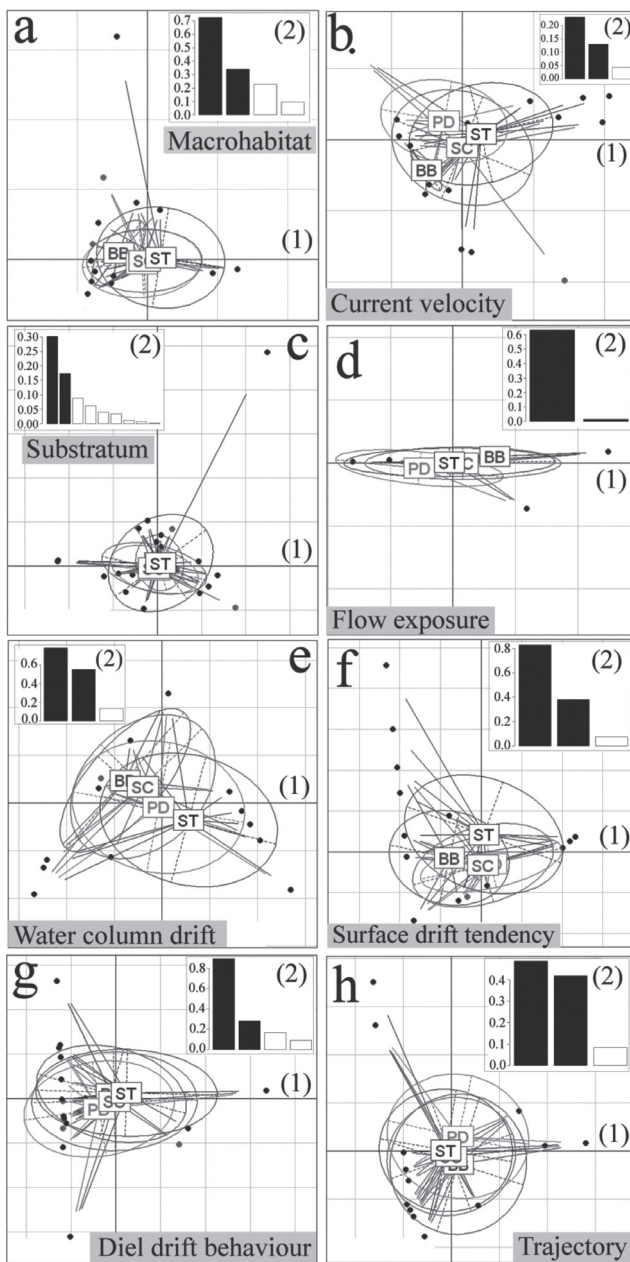 a
0.7
0.6
0.5
0.4
0.3
0.2
0.1
0.0
(2)
Macrohabitat
BB
ST
(1)
b
0.20
0.10
0.00
(2)
PD
ST
SC
BB
(1)
Current velocity
0.30
0.25
0.20
0.15
0.10
0.05
0.00
(2)
c
Substratum
(1)
ST
d
0.6
0.5
0.4
0.3
0.2
0.1
0.0
(2)
PD
ST
BB
(1)
Flow exposure
0.6
0.4
0.2
0.0
(2)
e
SC
PD
ST
(1)
Water column drift
f
0.8
0.6
0.4
0.2
0.0
(2)
ST
BB
SC
(1)
Surface drift tendency
g
0.8
0.6
0.4
0.2
0.0
(2)
ST
(1)
Diel drift behaviour
h
0.4
0.3
0.2
0.1
0.0
(2)
PD
ST
BB
(1)
Trajectory